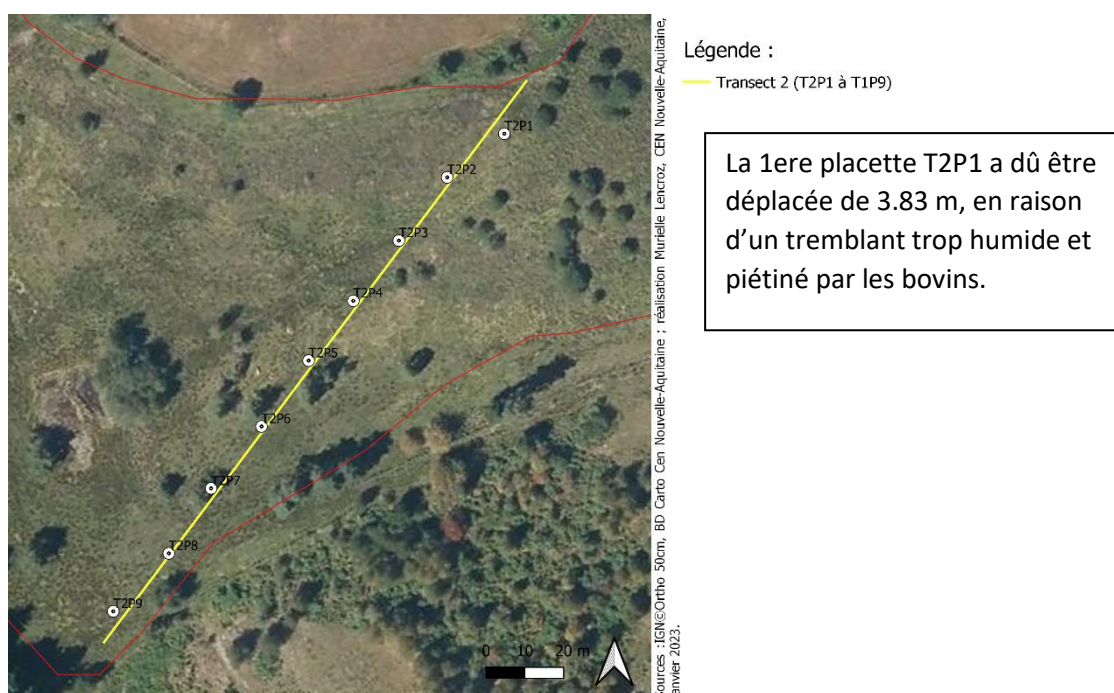 T2P1
T2P2
T2P3
T2P4
T2P5
T2P6
T2P7
T2P8
T2P9
0 10 20 m
Sources :IGN©Ortho 50cm, BD Carto Cen Nouvelle-Aquitaine ; réalisation Murielle Lencroz, CEN Nouvelle-Aquitaine,
janvier 2023.
Légende :
Transect 2 (T2P1 à T1P9)
La 1ere placette T2P1 a dû être
déplacée de 3.83 m, en raison
d’un tremblant trop humide et
piétiné par les bovins.